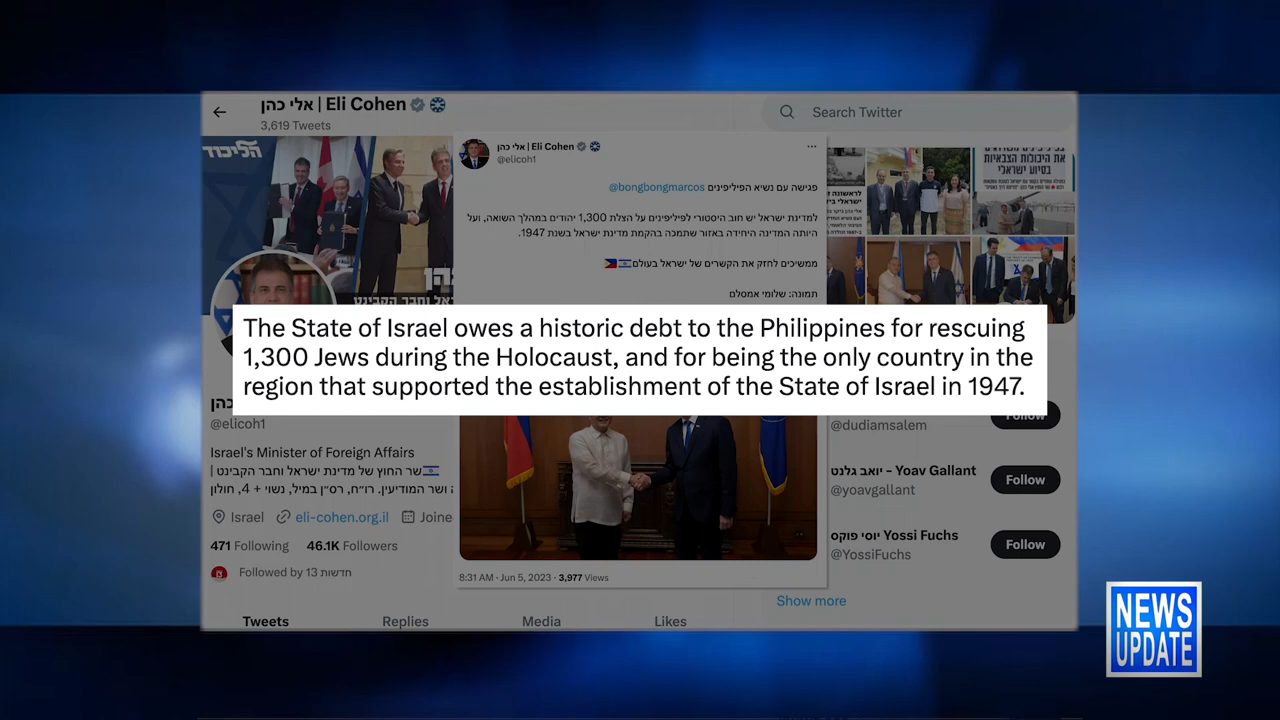 אלי כהן | Eli Cohen
3,619 Tweets
Search Twitter
הליכוד
אלי כהן | Eli Cohen
@elicoh1
פגישה עם נשיא הפיליפינים @bongbongmarcos
למדינת ישראל יש חוב היסטורי לפיליפינים על הצלת 1,300 יהודים במהלך השואה, ועל
היותה המדינה היחידה באזור שתמכה בהקמת מדינת ישראל בשנת 1947.
ממשיכים לחזק את הקשרים של ישראל בעולם
תמונה: שלומי אמסלם
את היכולות הצבאיות
בסיוע ישראלי
The State of Israel owes a historic debt to the Philippines for rescuing
1,300 Jews during the Holocaust, and for being the only country in the
region that supported the establishment of the State of Israel in 1947.
@elicoh1
Israel's Minister of Foreign Affairs
שר החוץ של מדינת ישראל וחבר הקבינט |
ושר המודיעין. רו״ח, רס״ן במיל, נשוי + 4, חולון
Israel eli-cohen.org.il Joine
471 Following 46.1K Followers
Followed by 13 חדשות
8:31 AM · Jun 5, 2023 · 3,977 Views
Follow
@dudiamsalem
יואב גלנט - Yoav Gallant
@yoavgallant
Follow
יוסי פוקס Yossi Fuchs
@YossiFuchs
Follow
Show more
Tweets Replies Media Likes
NEWS
UPDATE